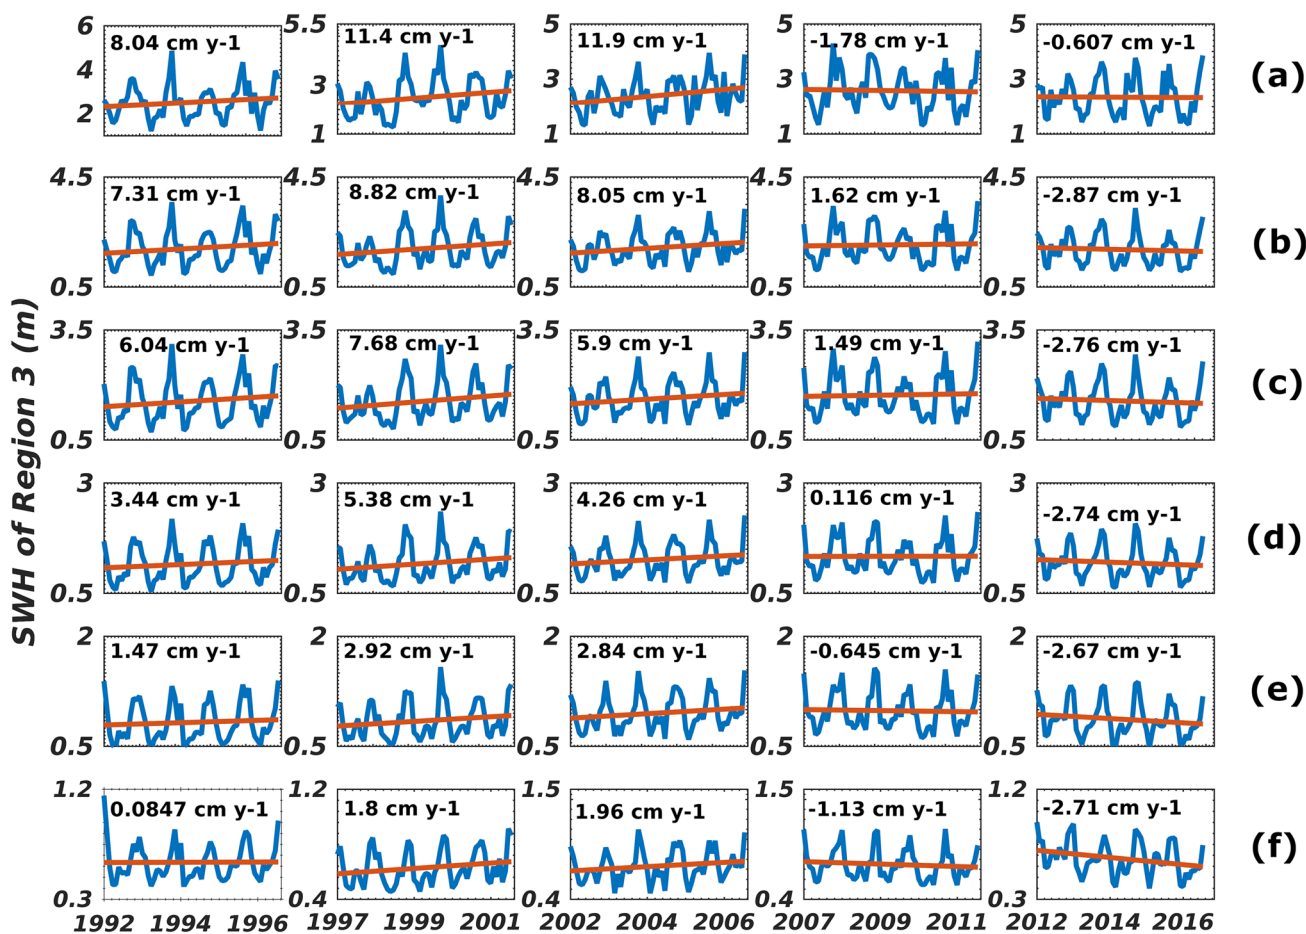 6 5.5 5 5 5
8.04 cm y-1 11.4 cm y-1 11.9 cm y-1 -1.78 cm y-1 -0.607 cm y-1
4 3 3 3 3 (a)
2 1 1 1 1
4.5 4.5 4.5 4.5 4.5
7.31 cm y-1 8.82 cm y-1 8.05 cm y-1 1.62 cm y-1 -2.87 cm y-1
(b)
0.5 0.5 0.5 0.5 0.5
SWH of Region 3 (m)
3.5 3.5 3.5 3.5 3.5
6.04 cm y-1 7.68 cm y-1 5.9 cm y-1 1.49 cm y-1 -2.76 cm y-1
(c)
0.5 0.5 0.5 0.5 0.5
3 3 3 3 3
3.44 cm y-1 5.38 cm y-1 4.26 cm y-1 0.116 cm y-1 -2.74 cm y-1
(d)
0.5 0.5 0.5 0.5 0.5
2 2 2 2 2
1.47 cm y-1 2.92 cm y-1 2.84 cm y-1 -0.645 cm y-1 -2.67 cm y-1
(e)
0.5 0.5 0.5 0.5 0.5
1.2 1.2 1.5 1.5 1.2
0.0847 cm y-1 1.8 cm y-1 1.96 cm y-1 -1.13 cm y-1 -2.71 cm y-1
(f)
0.3 0.4 0.4 0.4 0.3
1992 1994 1996 1997 1999 2001 2002 2004 2006 2007 2009 2011 2012 2014 2016